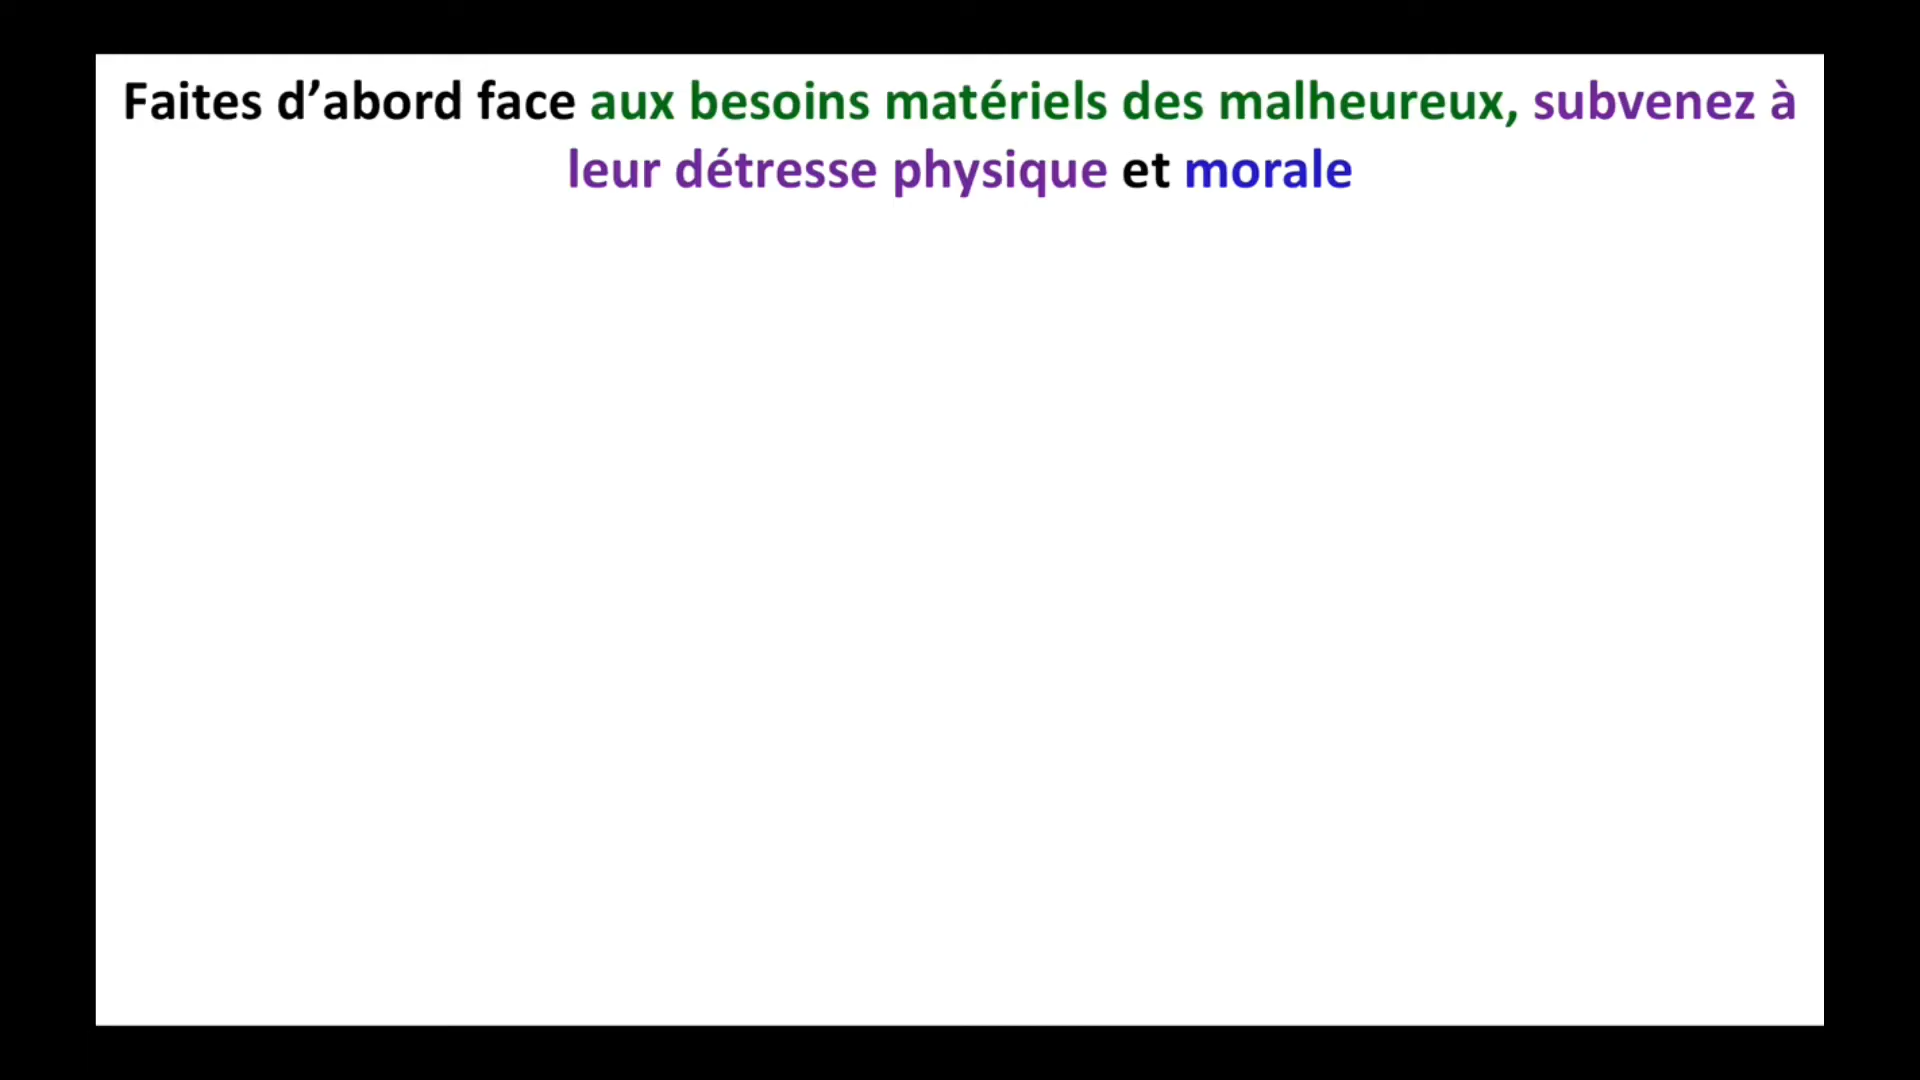 Faites d’abord face aux besoins matériels des malheureux, subvenez à
leur détresse physique et morale